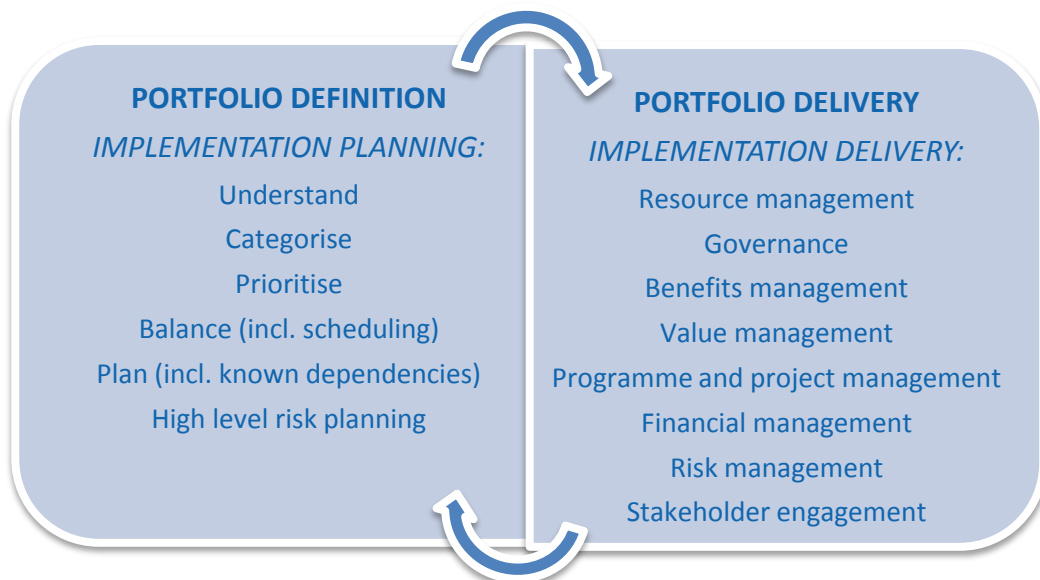 PORTFOLIO DEFINITION
IMPLEMENTATION PLANNING:
Understand
Categorise
Prioritise
Balance (incl. scheduling)
Plan (incl. known dependencies)
High level risk planning
PORTFOLIO DELIVERY
IMPLEMENTATION DELIVERY:
Resource management
Governance
Benefits management
Value management
Programme and project management
Financial management
Risk management
Stakeholder engagement